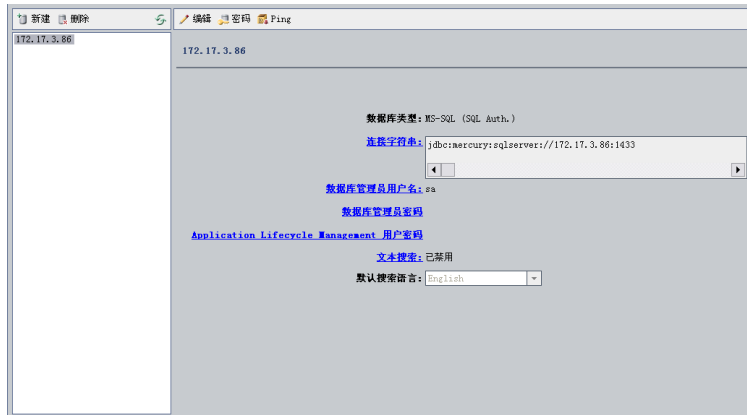 新建 删除 编辑 密码 Ping
172.17.3.86
172.17.3.86
数据库类型: MS-SQL (SQL Auth.)
连接字符串: jdbc:mercury:sqlserver://172.17.3.86:1433
数据库管理员用户名: sa
数据库管理员密码
Application Lifecycle Management 用户密码
文本搜索: 已禁用
默认搜索语言: English